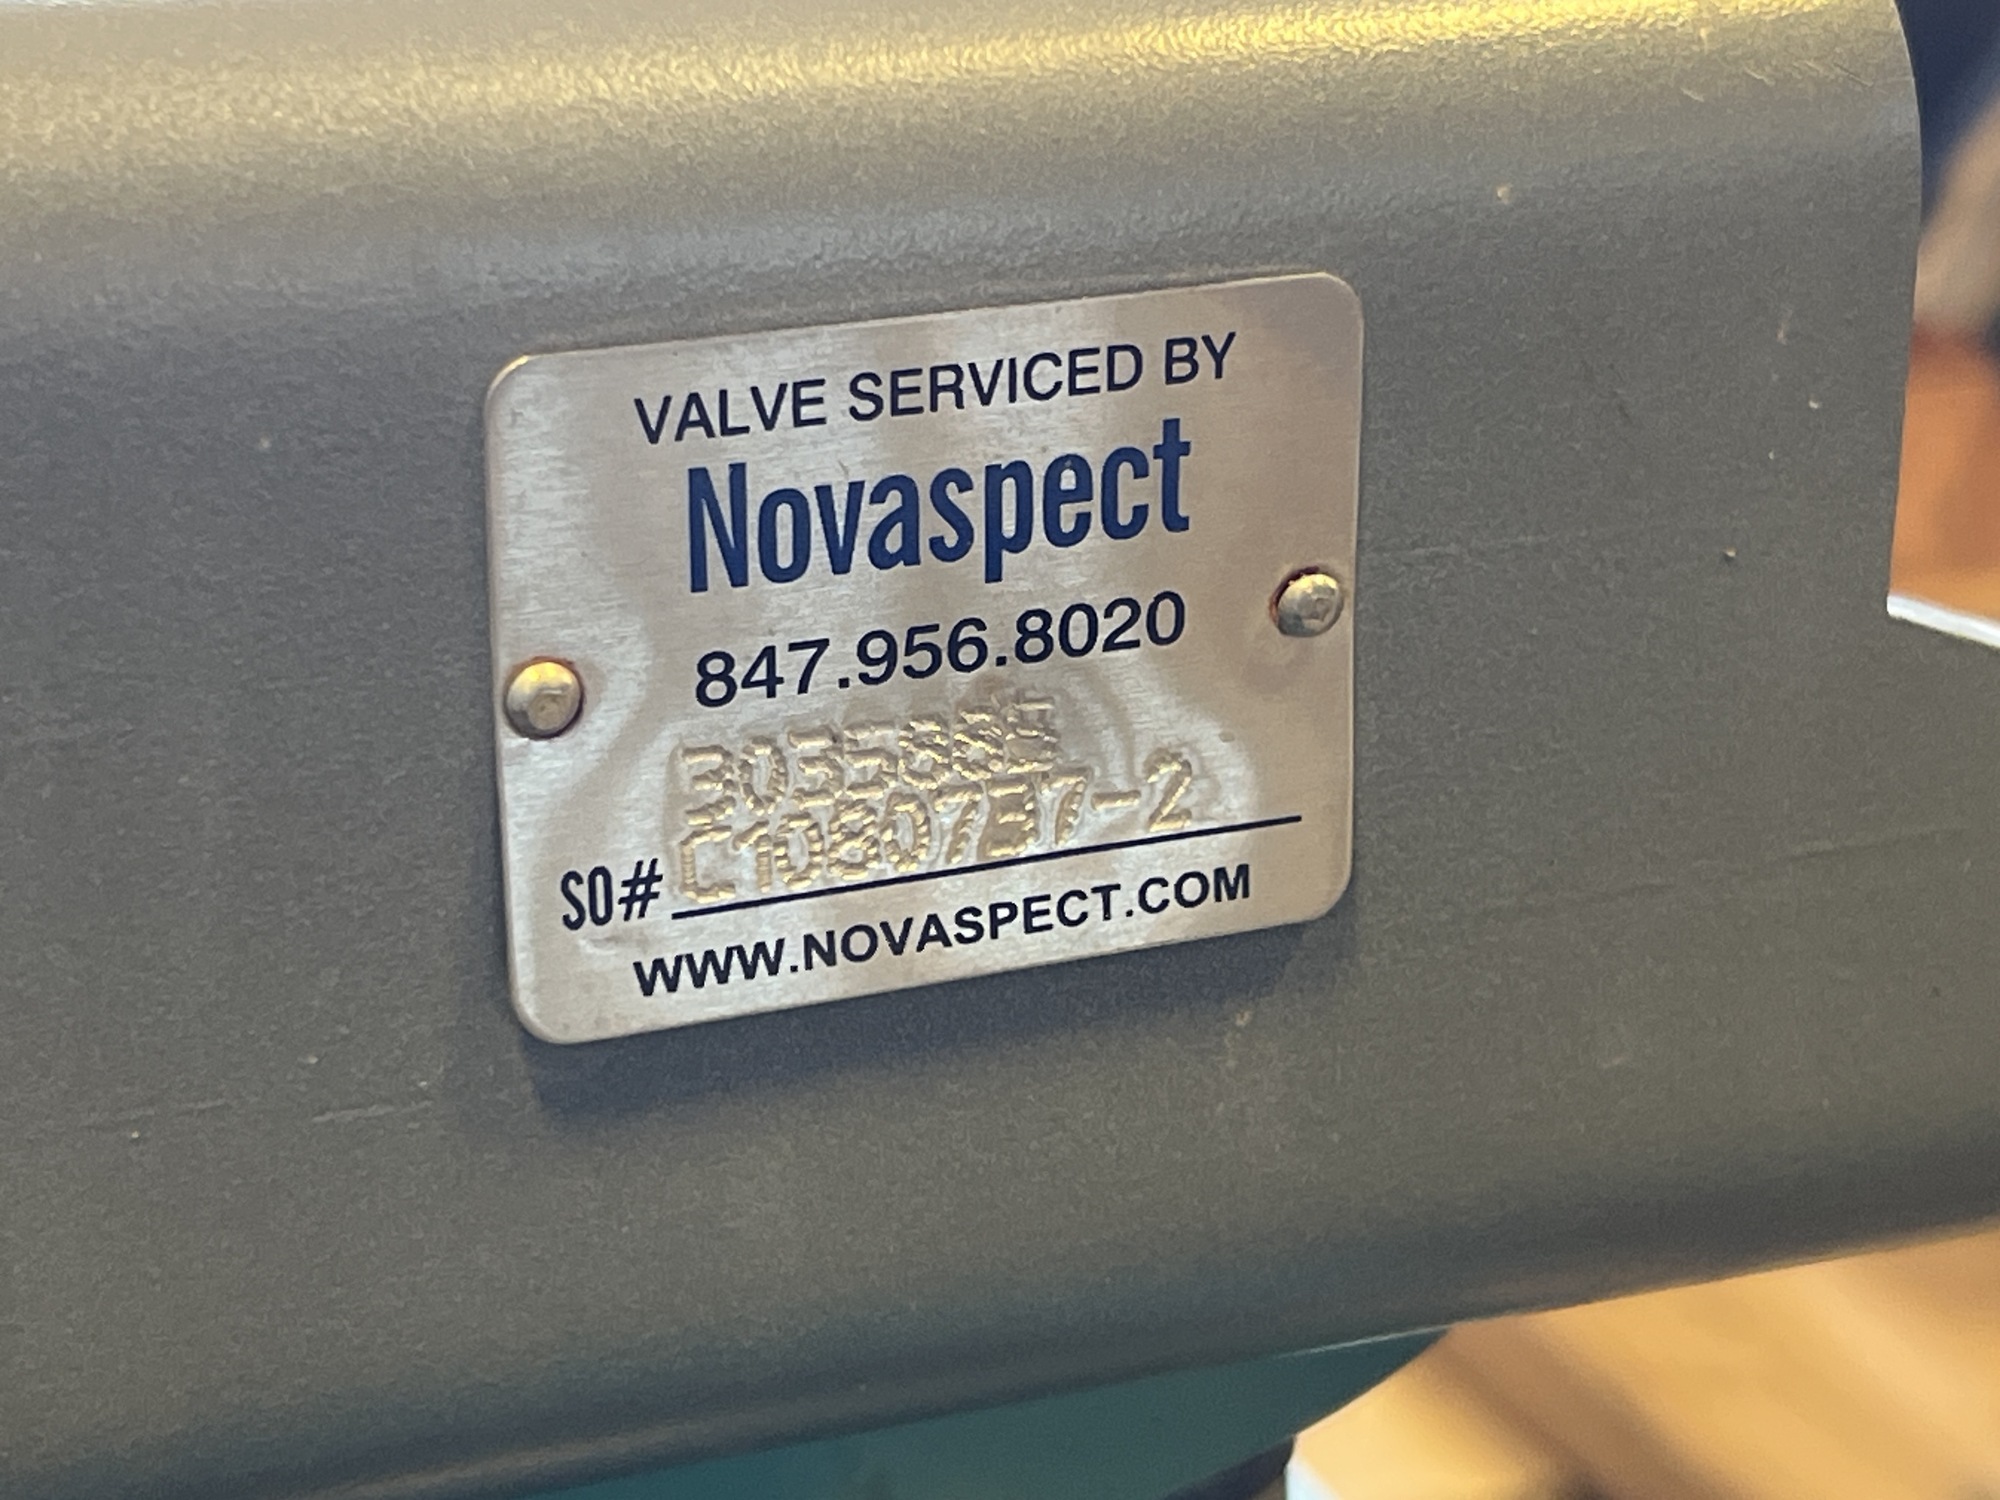 VALVE SERVICED BY
Novaspect
847.956.8020
SO#
WWW.NOVASPECT.COM